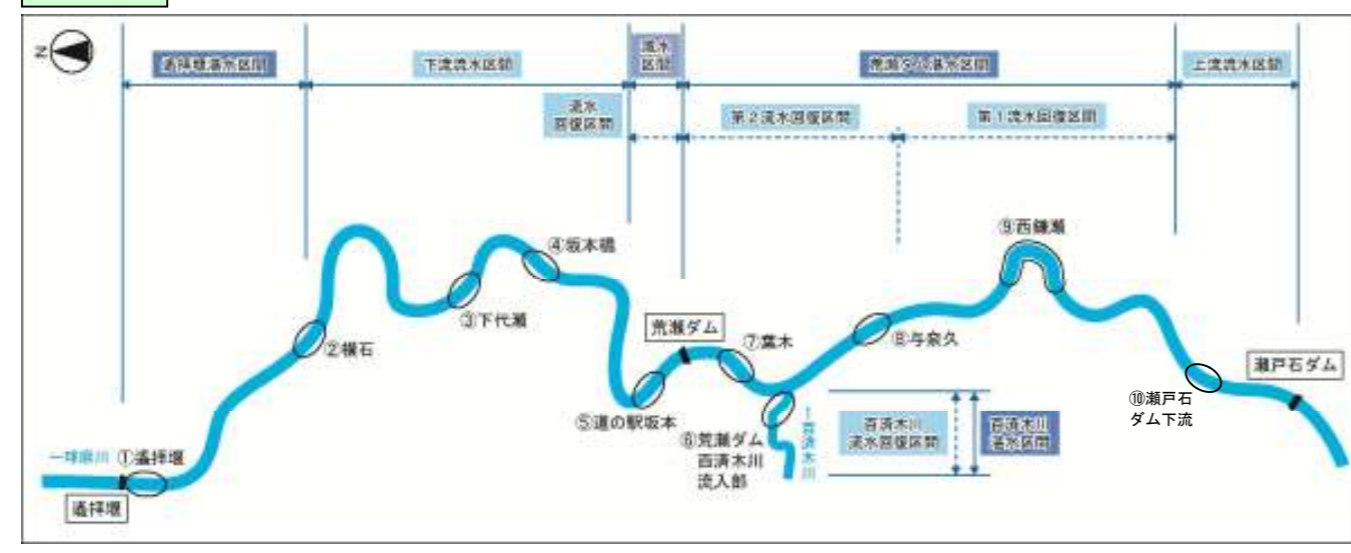 N
遙拝堰湛水区間
下流流水区間
減水
区間
荒瀬ダム湛水区間
上流流水区間
流水
回復区間
第2流水回復区間
第1流水回復区間
⑨西鎌瀬
④坂本橋
③下代瀬
②横石
荒瀬ダム
⑦葉木
⑧与奈久
瀬戸石ダム
⑩瀬戸石
ダム下流
⑤道の駅坂本
⑥荒瀬ダム
百済木川
流入部
←百済木川
百済木川
流水回復区間
百済木川
湛水区間
←球磨川
①遙拝堰
遙拝堰